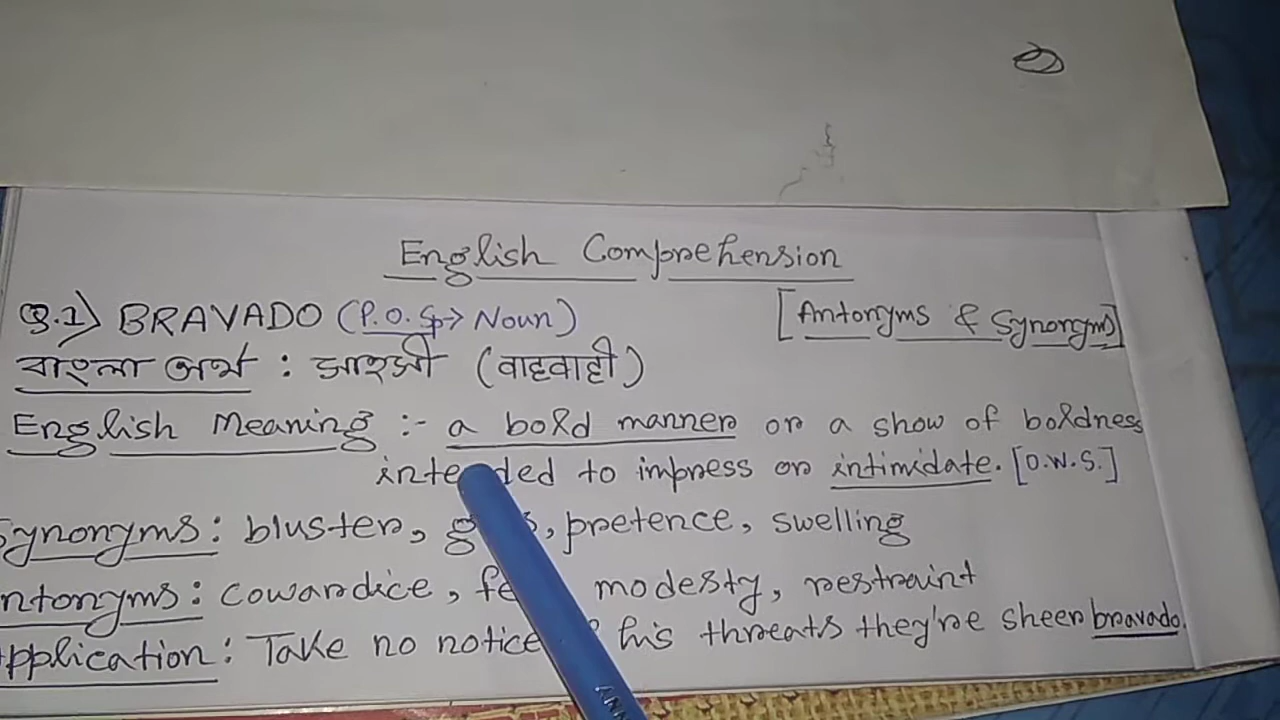 English Comprehension
Q.1) BRAVADO (P.O.Sp→ Noun)
[Antonyms & Synonyms]
বাংলা অর্থ : সাহসী (वाहवाही)
English Meaning :- a bold manner or a show of boldness
intended to impress or intimidate. [O.W.S.]
Synonyms : bluster, pretence, swelling
Antonyms : cowardice, modesty, restraint
Application : Take no notice his threats they're sheer bravado.